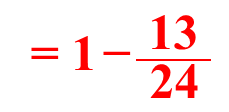 = 1 − 13/24